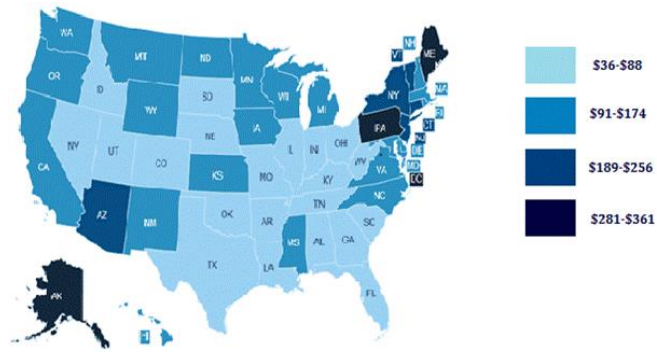 WA
MT
ND
MN
OR
ID
WY
SD
WI
MI
NY
VT
NH
ME
MA
RI
CT
NV
UT
CO
NE
IA
IL
IN
OHI
PA
CA
AZ
NM
KS
MO
KY
WV
VA
DE
MD
DC
OK
AR
TN
NC
SC
TX
LA
MS
AL
GA
FL
AK
HI
$36-$88
$91-$174
$189-$256
$281-$361